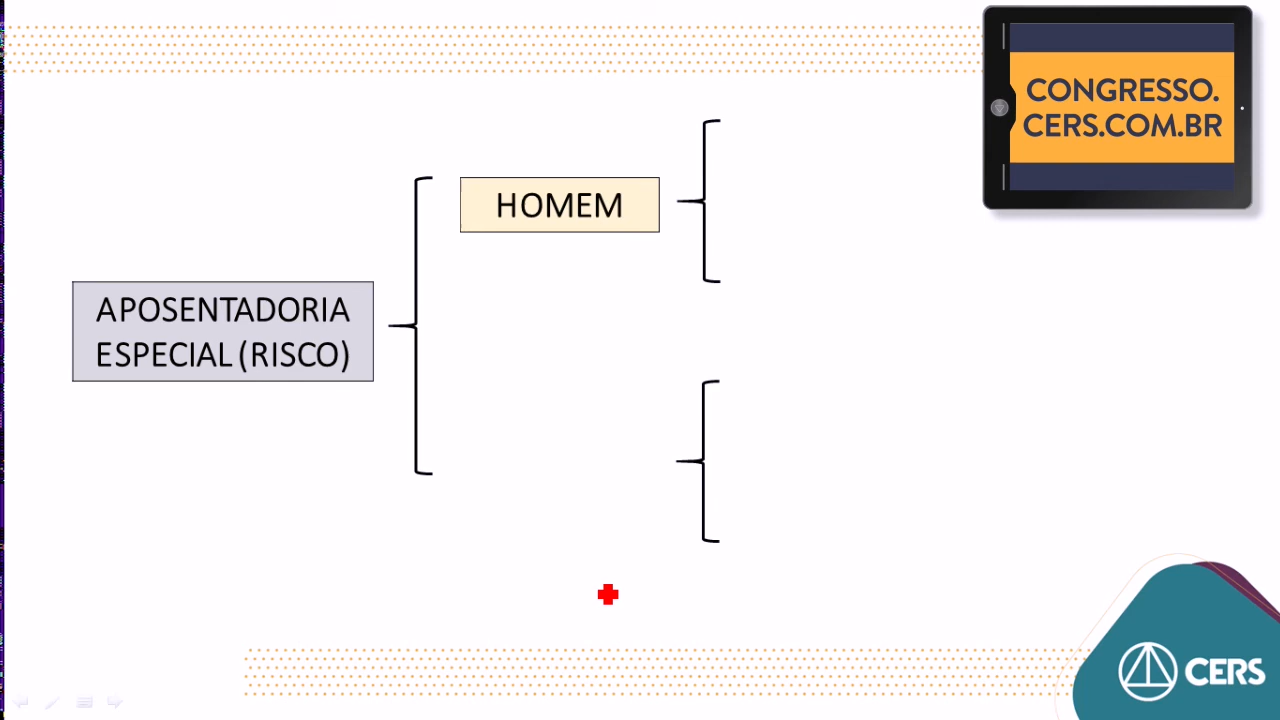 CONGRESSO.
CERS.COM.BR
HOMEM
APOSENTADORIA
ESPECIAL (RISCO)
CERS